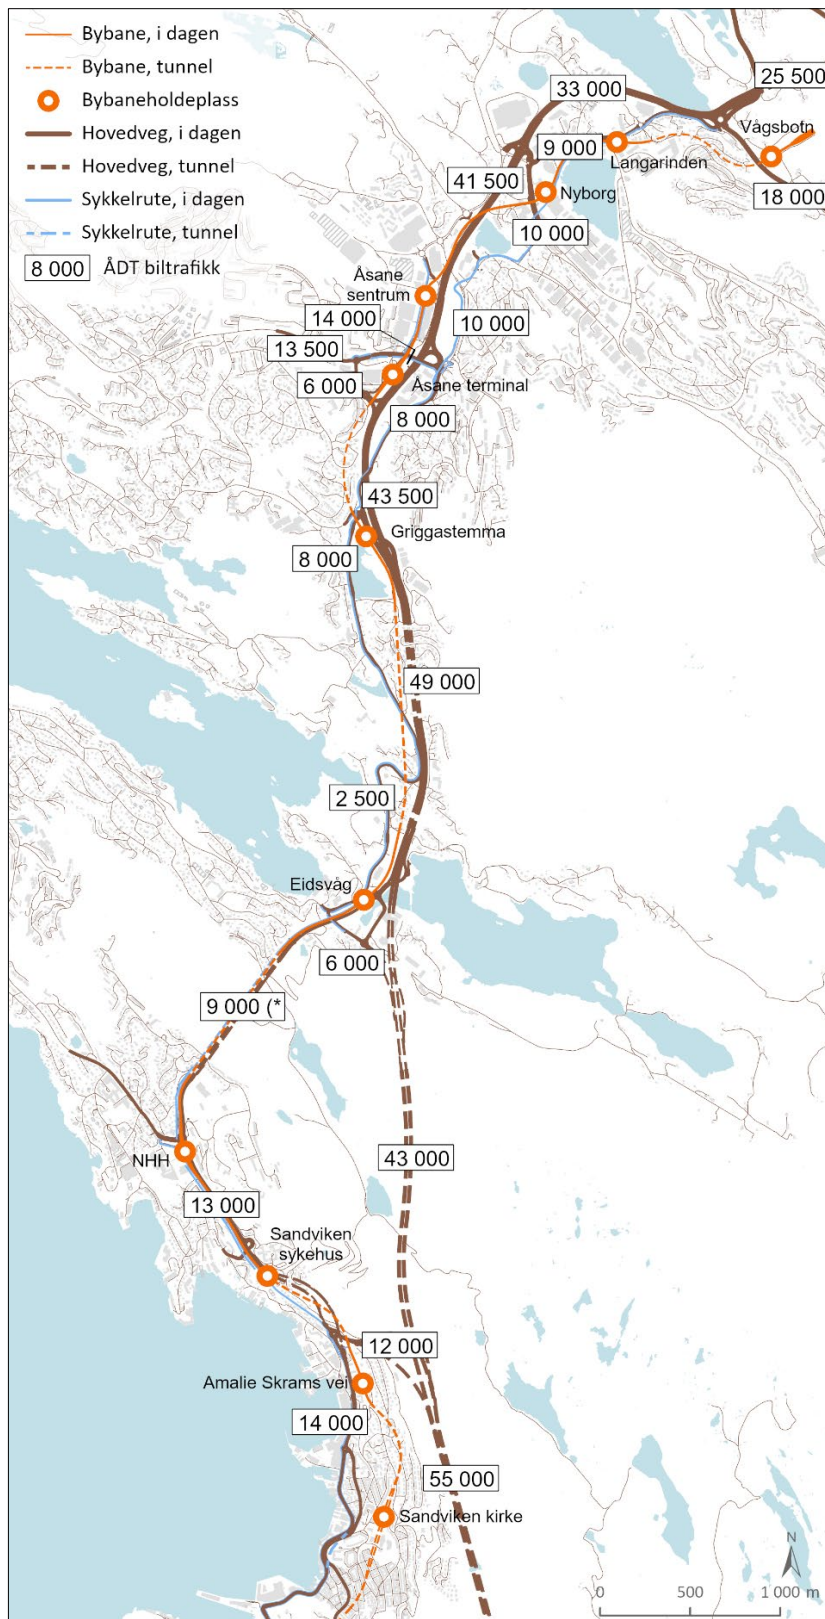 Bybane, i dagen
Bybane, tunnel
Bybaneholdeplass
Hovedveg, i dagen
Hovedveg, tunnel
Sykkelrute, i dagen
Sykkelrute, tunnel
8 000 ÅDT biltrafikk
25 500
33 000
Vågsbotn
9 000
Langarinden
41 500
Nyborg
18 000
10 000
Åsane
sentrum
14 000
10 000
13 500
6 000
Åsane terminal
8 000
43 500
Griggastemma
8 000
49 000
2 500
Eidsvåg
6 000
9 000 (*
NHH
43 000
13 000
Sandviken
sykehus
12 000
Amalie Skrams vei
14 000
55 000
Sandviken kirke
N
0 500 1 000 m